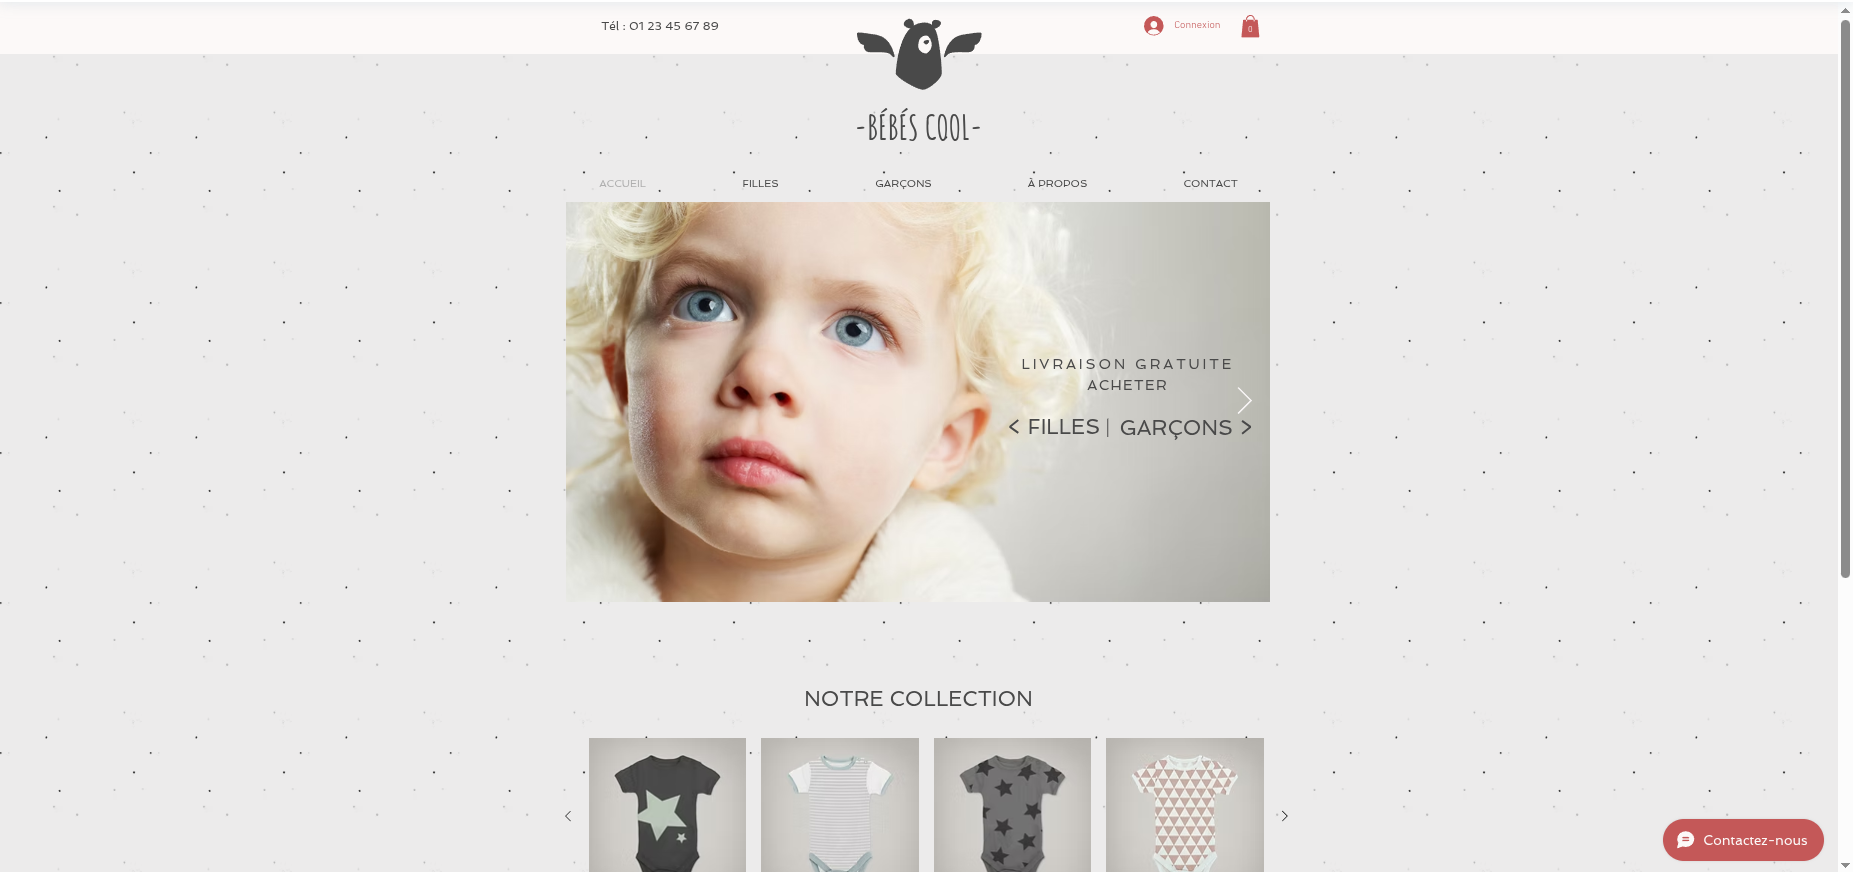 Tél : 01 23 45 67 89
Connexion
0
-BÉBÉS COOL-
ACCUEIL
FILLES
GARÇONS
À PROPOS
CONTACT
LIVRAISON GRATUITE
ACHETER
< FILLES | GARÇONS >
NOTRE COLLECTION
Contactez-nous